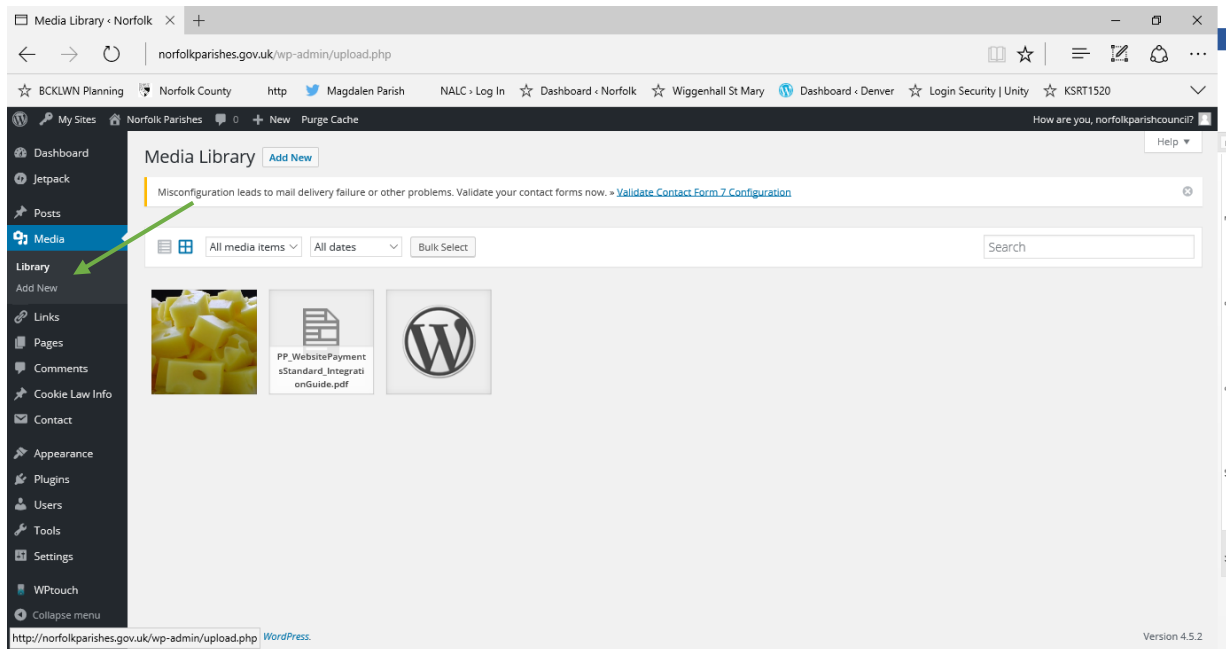 Media Library ‹ Norfolk
norfolkparishes.gov.uk/wp-admin/upload.php
BCKLWN Planning Norfolk County http Magdalen Parish NALC › Log In Dashboard ‹ Norfolk Wiggenhall St Mary Dashboard ‹ Denver Login Security | Unity KSRT1520
My Sites Norfolk Parishes 0 + New Purge Cache How are you, norfolkparishcouncil?
Help ▼
Dashboard
Jetpack
Posts
Media
Library
Add New
Links
Pages
Comments
Cookie Law Info
Contact
Appearance
Plugins
Users
Tools
Settings
WPtouch
Collapse menu
Media Library Add New
Misconfiguration leads to mail delivery failure or other problems. Validate your contact forms now. » Validate Contact Form 7 Configuration
All media items All dates Bulk Select Search
PP_WebsitePayment
sStandard_Integrati
onGuide.pdf
http://norfolkparishes.gov.uk/wp-admin/upload.php WordPress. Version 4.5.2